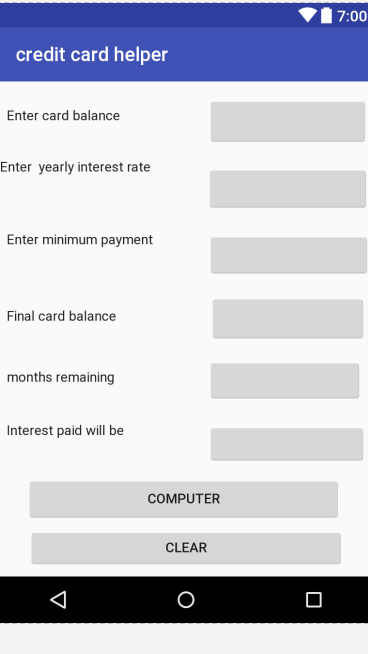 7:00
credit card helper
Enter card balance
Enter  yearly interest rate
Enter minimum payment
Final card balance
months remaining
Interest paid will be
COMPUTER
CLEAR